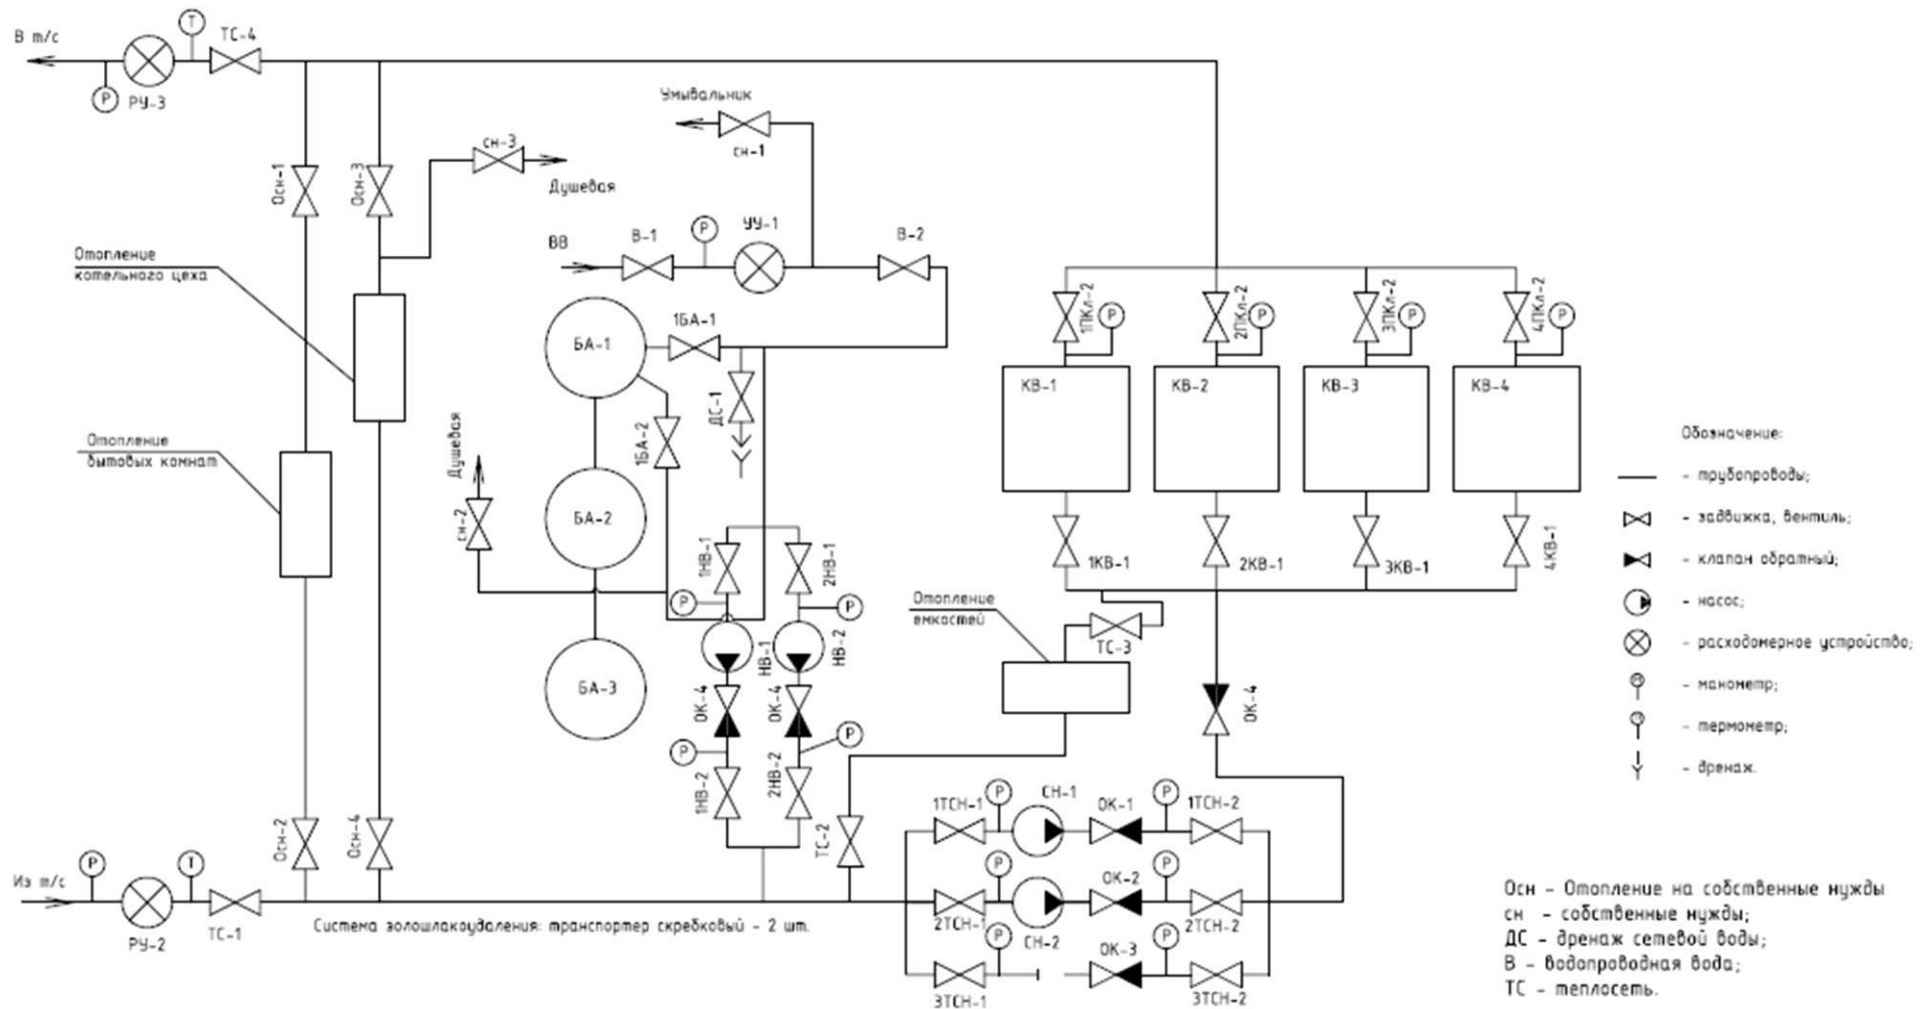 В т/с
Т
ТС-4
Р
РУ-3
Умывальник
сн-1
сн-3
Душевая
Осн-1
Осн-3
ВВ
В-1
Р
УУ-1
В-2
Отопление
котельного цеха
1БА-1
БА-1
ДС-1
1БА-2
1ПКл-2
Р
2ПКл-2
Р
3ПКл-2
Р
4ПКл-2
Р
КВ-1
КВ-2
КВ-3
КВ-4
Отопление
бытовых комнат
Душевая
сн-2
БА-2
1НВ-1
2НВ-1
1КВ-1
2КВ-1
3КВ-1
4КВ-1
Обозначение:
- трубопроводы;
- задвижка, вентиль;
- клапан обратный;
- насос;
- расходомерное устройство;
- манометр;
- термометр;
- дренаж.
Р
Р
НВ-1
НВ-2
Отопление
емкостей
ТС-3
БА-3
ОК-4
ОК-4
ОК-4
Р
Р
1НВ-2
2НВ-2
ТС-2
Осн-2
Осн-4
1ТСН-1
Р
СН-1
ОК-1
Р
1ТСН-2
Из т/с
Р
Т
РУ-2
ТС-1
2ТСН-1
Р
СН-2
ОК-2
Р
2ТСН-2
Система золошлакоудаления: транспортер скребковый - 2 шт.
3ТСН-1
Р
ОК-3
Р
3ТСН-2
Осн - Отопление на собственные нужды
сн - собственные нужды;
ДС - дренаж сетевой воды;
В - водопроводная вода;
ТС - теплосеть.